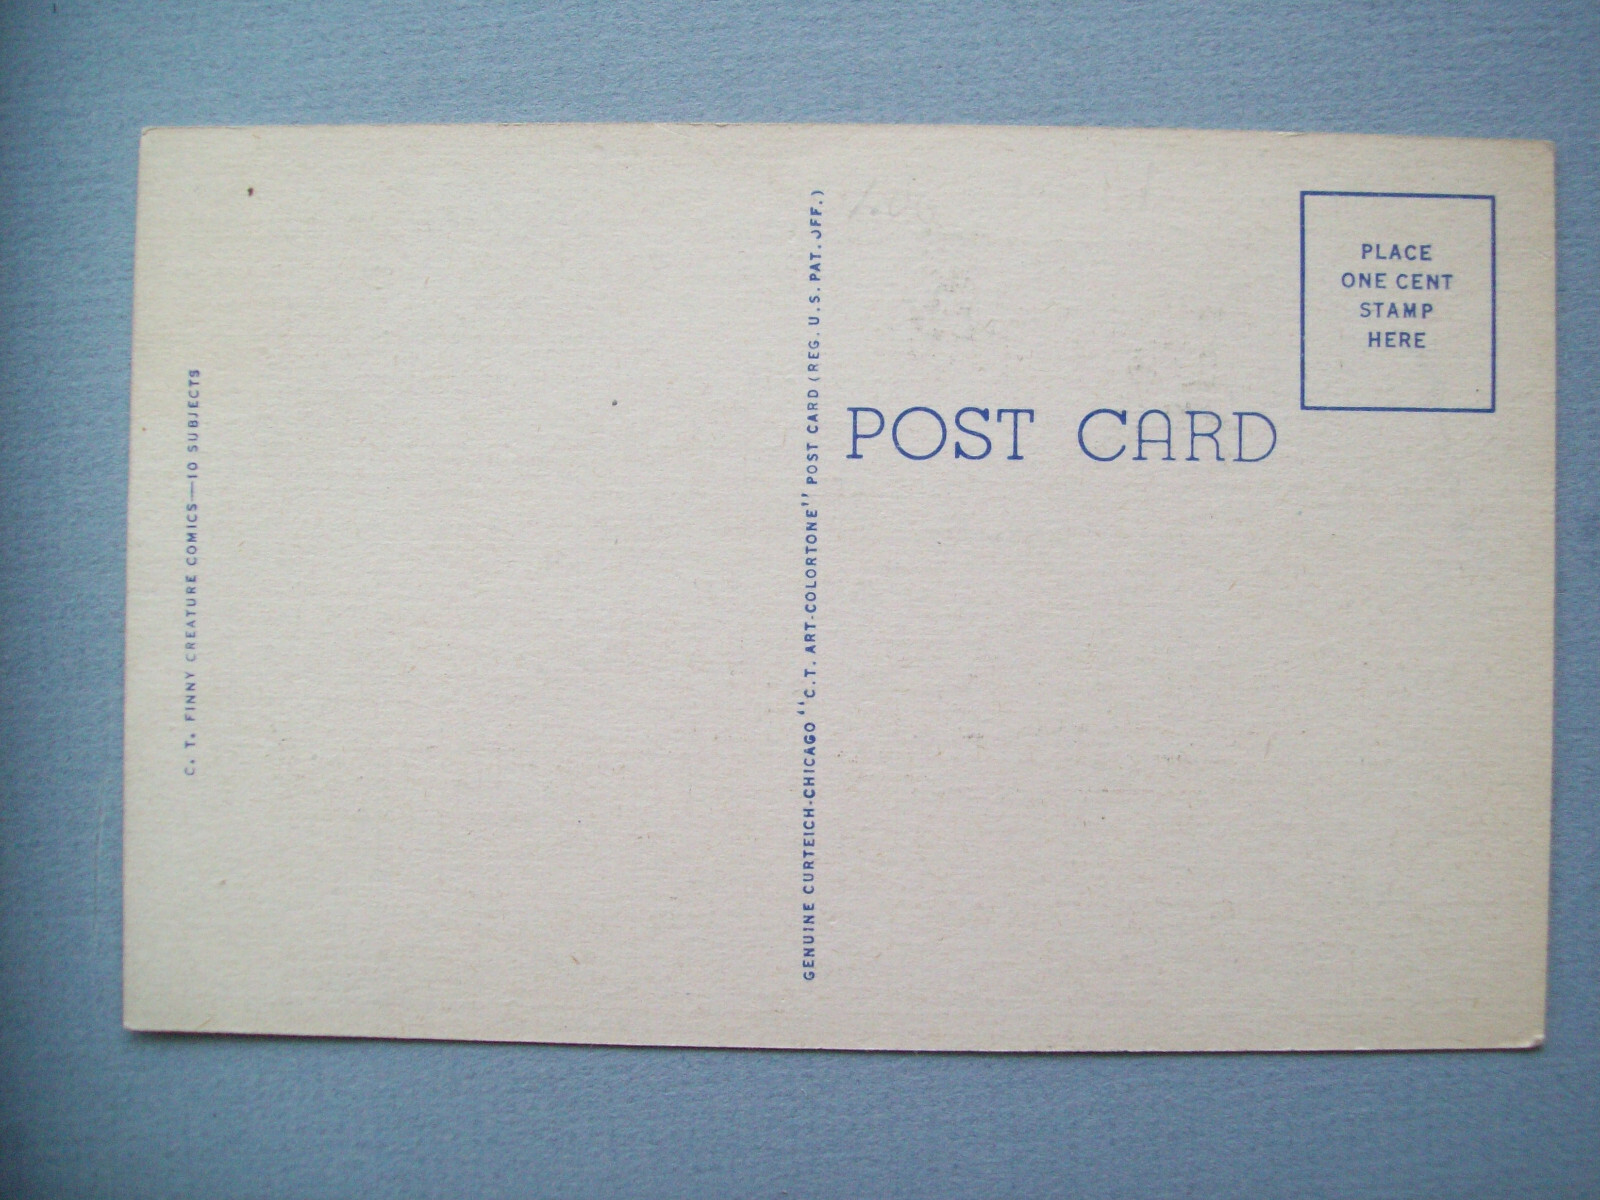 C. T. FINNY CREATURE COMICS—10 SUBJECTS
GENUINE CURTEICH-CHICAGO "C.T. ART-COLORTONE" POST CARD (REG. U.S. PAT. OFF.)
POST CARD
PLACE
ONE CENT
STAMP
HERE